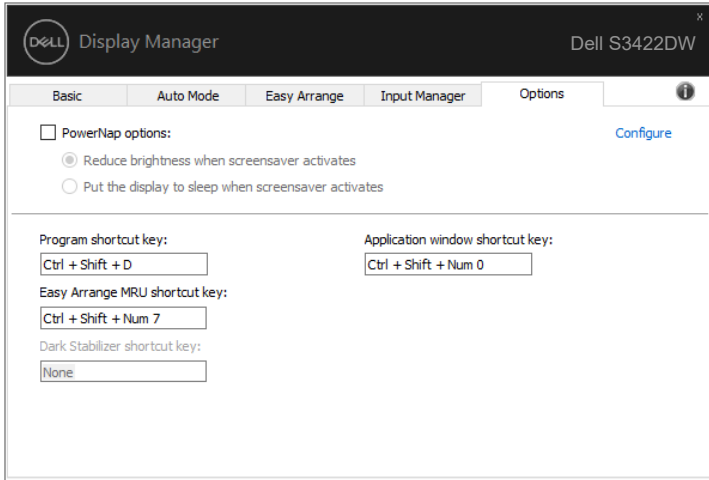 x
DELL Display Manager
Dell S3422DW
Basic Auto Mode Easy Arrange Input Manager Options i
PowerNap options: Configure
Reduce brightness when screensaver activates
Put the display to sleep when screensaver activates
Program shortcut key: Application window shortcut key:
Ctrl + Shift + D Ctrl + Shift + Num 0
Easy Arrange MRU shortcut key:
Ctrl + Shift + Num 7
Dark Stabilizer shortcut key:
None